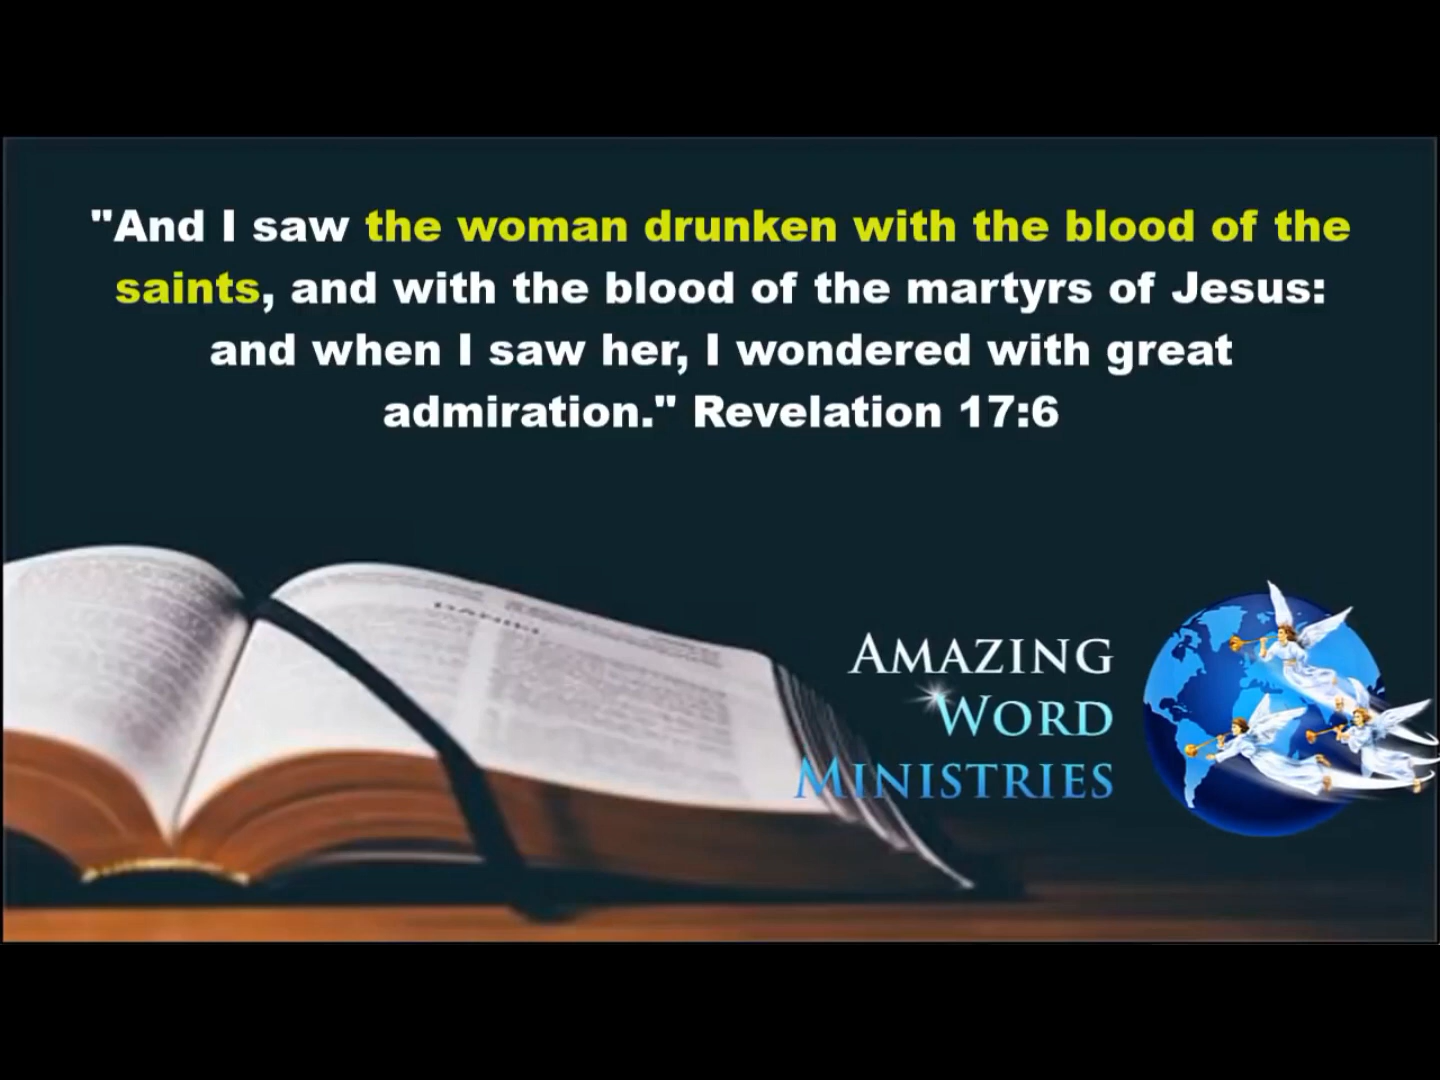 "And I saw the woman drunken with the blood of the
saints, and with the blood of the martyrs of Jesus:
and when I saw her, I wondered with great
admiration." Revelation 17:6
DANIEL
AMAZING
WORD
MINISTRIES